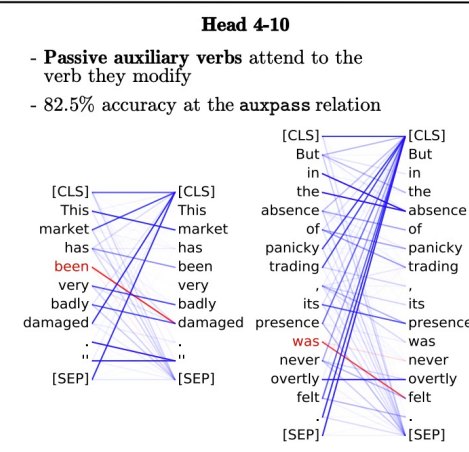 Head 4-10
- Passive auxiliary verbs attend to the
verb they modify
- 82.5% accuracy at the auxpass relation
[CLS] [CLS]
This This
market market
has has
been been
very very
badly badly
damaged damaged
. .
" "
[SEP] [SEP]
[CLS] [CLS]
But But
in in
the the
absence absence
of of
panicky panicky
trading trading
, ,
its its
presence presence
was was
never never
overtly overtly
felt felt
. .
[SEP] [SEP]